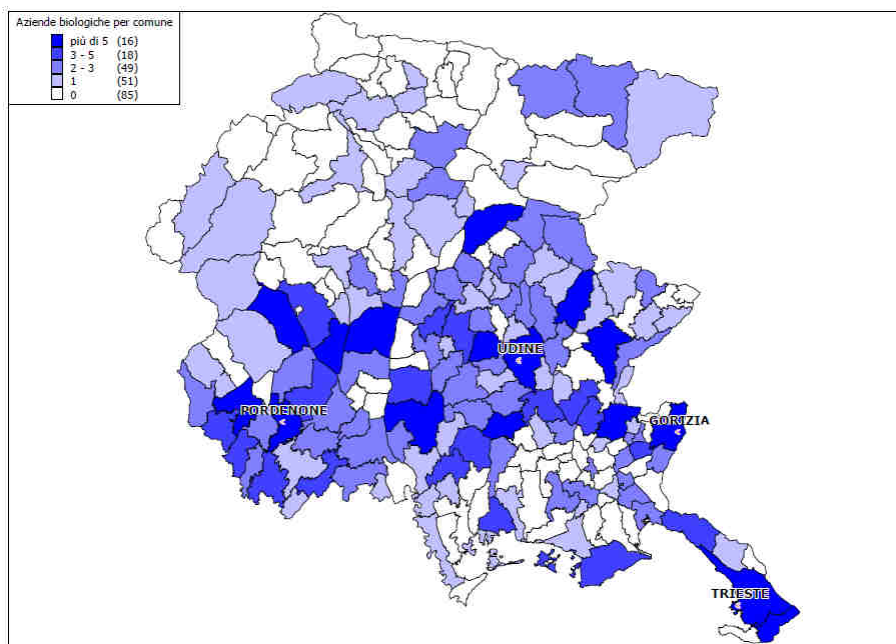 Aziende biologiche per comune
più di 5 (16)
3 - 5 (18)
2 - 3 (49)
1 (51)
0 (85)
UDINE
PORDENONE
GORIZIA
TRIESTE